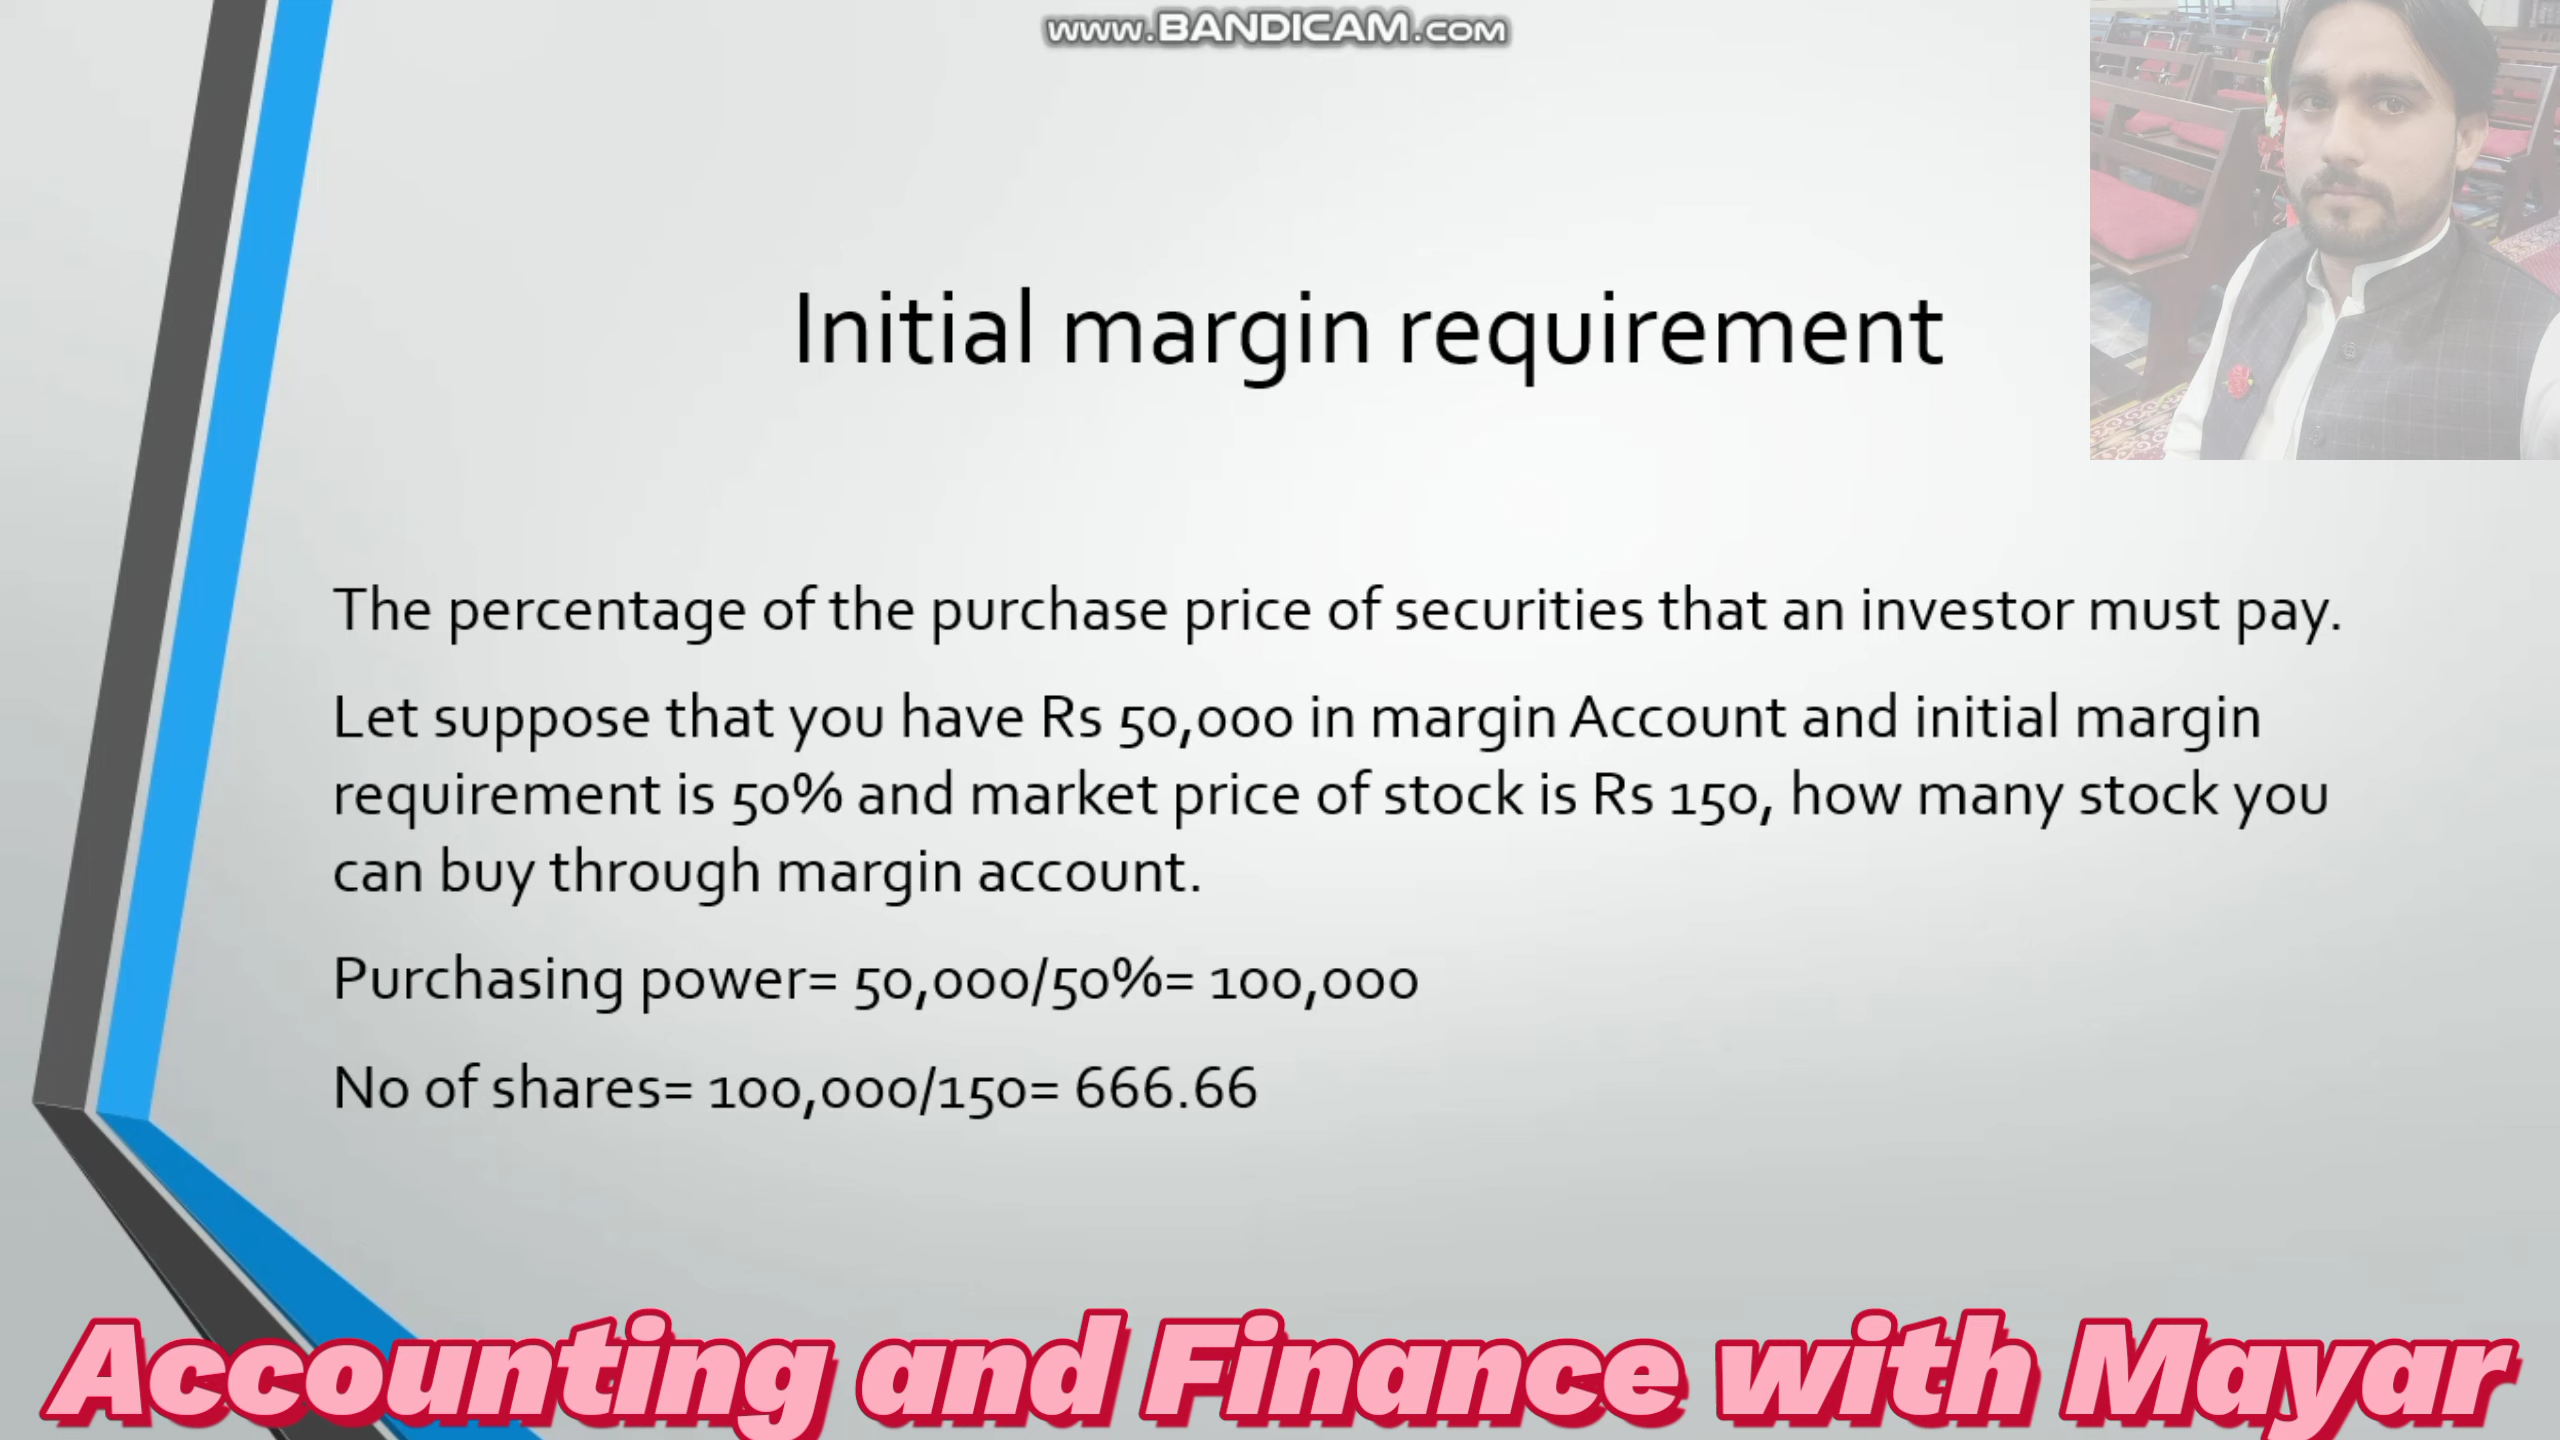 www.BANDICAM.com
Initial margin requirement
The percentage of the purchase price of securities that an investor must pay.
Let suppose that you have Rs 50,000 in margin Account and initial margin
requirement is 50% and market price of stock is Rs 150, how many stock you
can buy through margin account.
Purchasing power= 50,000/50%= 100,000
No of shares= 100,000/150= 666.66
Accounting and Finance with Mayar